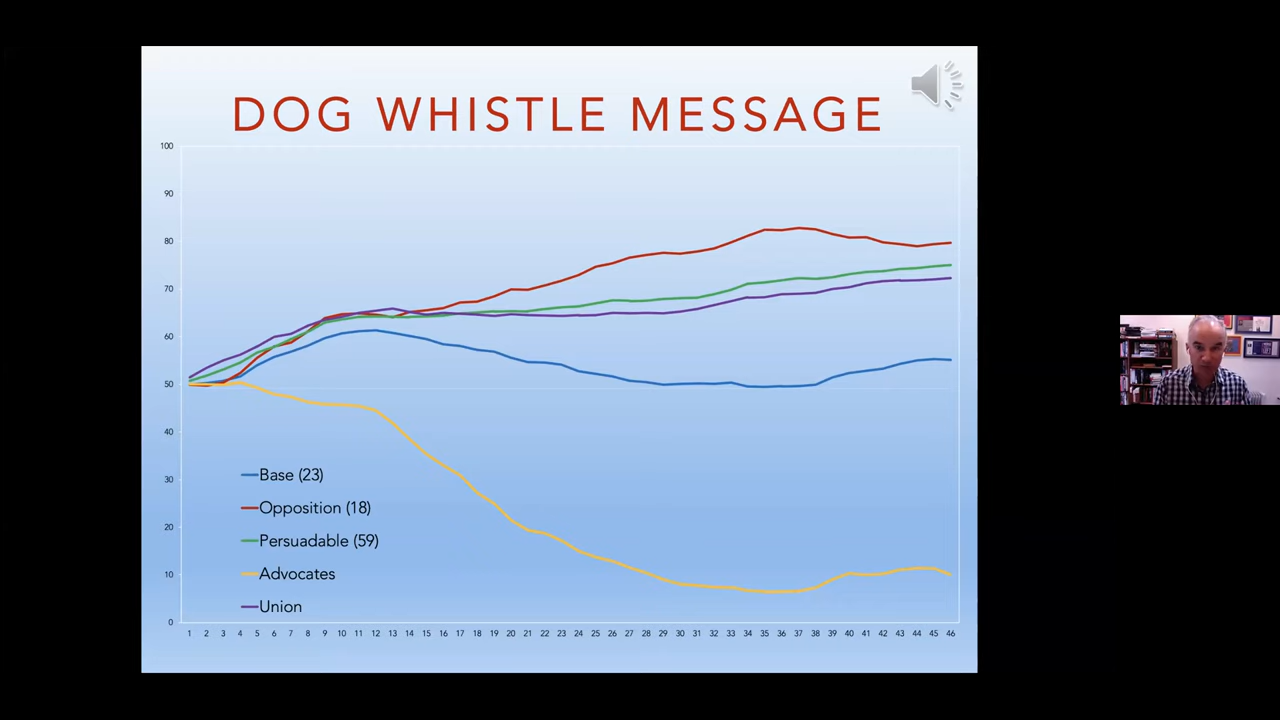 DOG WHISTLE MESSAGE
100
90
80
70
60
50
40
30
20
10
0
Base (23)
Opposition (18)
Persuadable (59)
Advocates
Union
1 2 3 4 5 6 7 8 9 10 11 12 13 14 15 16 17 18 19 20 21 22 23 24 25 26 27 28 29 30 31 32 33 34 35 36 37 38 39 40 41 42 43 44 45 46